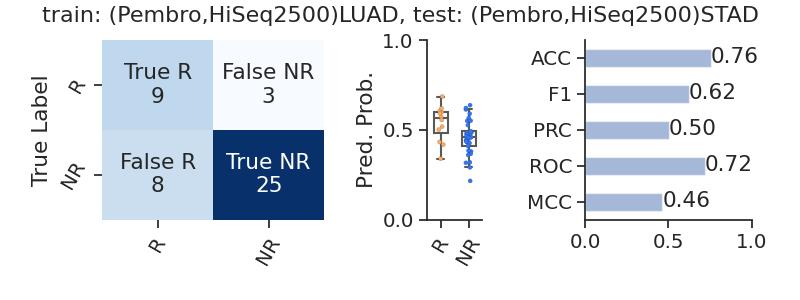 train: (Pembro,HiSeq2500)LUAD, test: (Pembro,HiSeq2500)STAD
True Label
R
NR
True R
9
False NR
3
False R
8
True NR
25
R
NR
Pred. Prob.
1.0
0.5
0.0
R
NR
ACC
0.76
F1
0.62
PRC
0.50
ROC
0.72
MCC
0.46
0.0
0.5
1.0